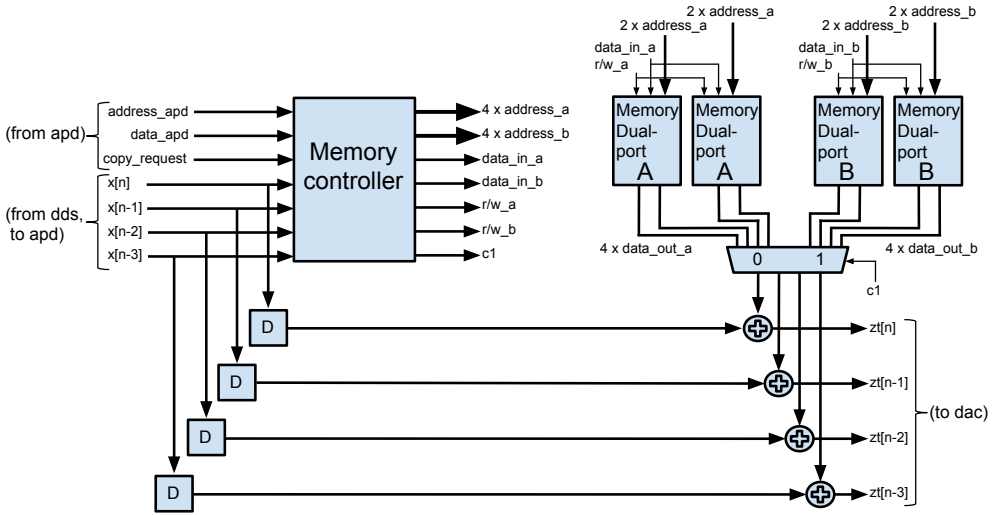 2 x address_a
2 x address_a
data_in_a
r/w_a
2 x address_b
2 x address_b
data_in_b
r/w_b
Memory
Dual-
port
A
Memory
Dual-
port
A
Memory
Dual-
port
B
Memory
Dual-
port
B
(from apd)
address_apd
data_apd
copy_request
(from dds,
to apd)
x[n]
x[n-1]
x[n-2]
x[n-3]
Memory
controller
4 x address_a
4 x address_b
data_in_a
data_in_b
r/w_a
r/w_b
c1
4 x data_out_a
4 x data_out_b
0
1
c1
D
zt[n]
D
zt[n-1]
D
zt[n-2]
D
zt[n-3]
(to dac)